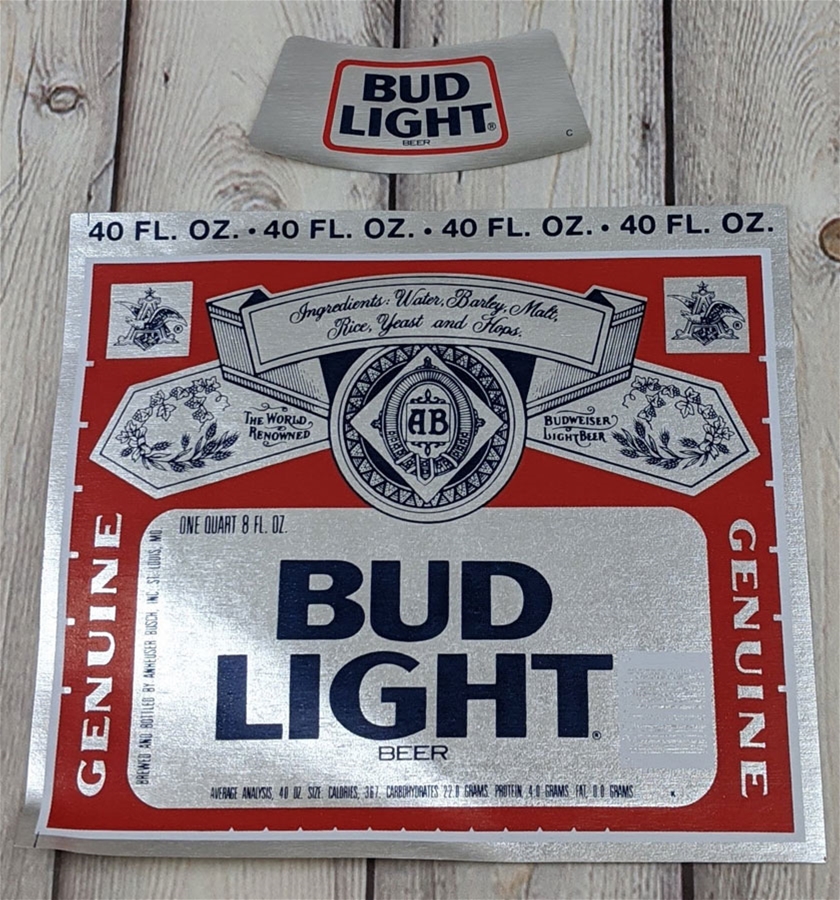 BUD
LIGHT®
BEER
C
40 FL. OZ. • 40 FL. OZ. • 40 FL. OZ. • 40 FL. OZ.
Ingredients: Water, Barley, Malt,
Rice, Yeast and Hops.
A
®
A
®
THE WORLD
RENOWNED
AB
BUDWEISER
LIGHT BEER
GENUINE
BREWED AND BOTTLED BY ANHEUSER BUSCH, INC. ST. LOUIS, MO.
ONE QUART 8 FL. OZ.
BUD
LIGHT®
BEER
AVERAGE ANALYSIS, 40 OZ. SIZE CALORIES, 367, CARBOHYDRATES 22.0 GRAMS PROTEIN, 4.0 GRAMS FAT, 0.0 GRAMS
GENUINE